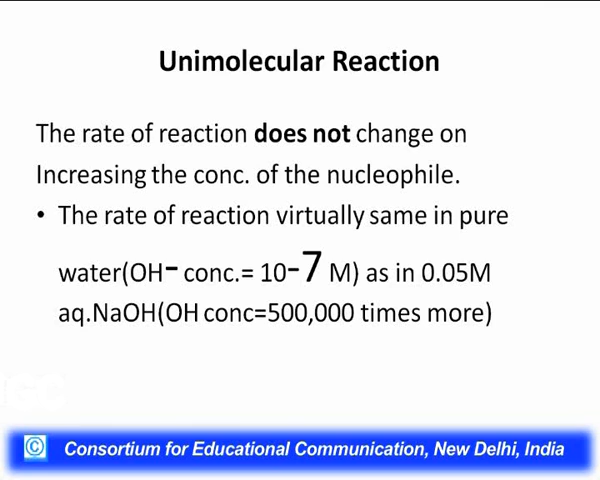 Unimolecular Reaction
The rate of reaction does not change on
Increasing the conc. of the nucleophile.
• The rate of reaction virtually same in pure
water(OH- conc.= 10-7 M) as in 0.05M
aq.NaOH(OH conc=500,000 times more)
© Consortium for Educational Communication, New Delhi, India